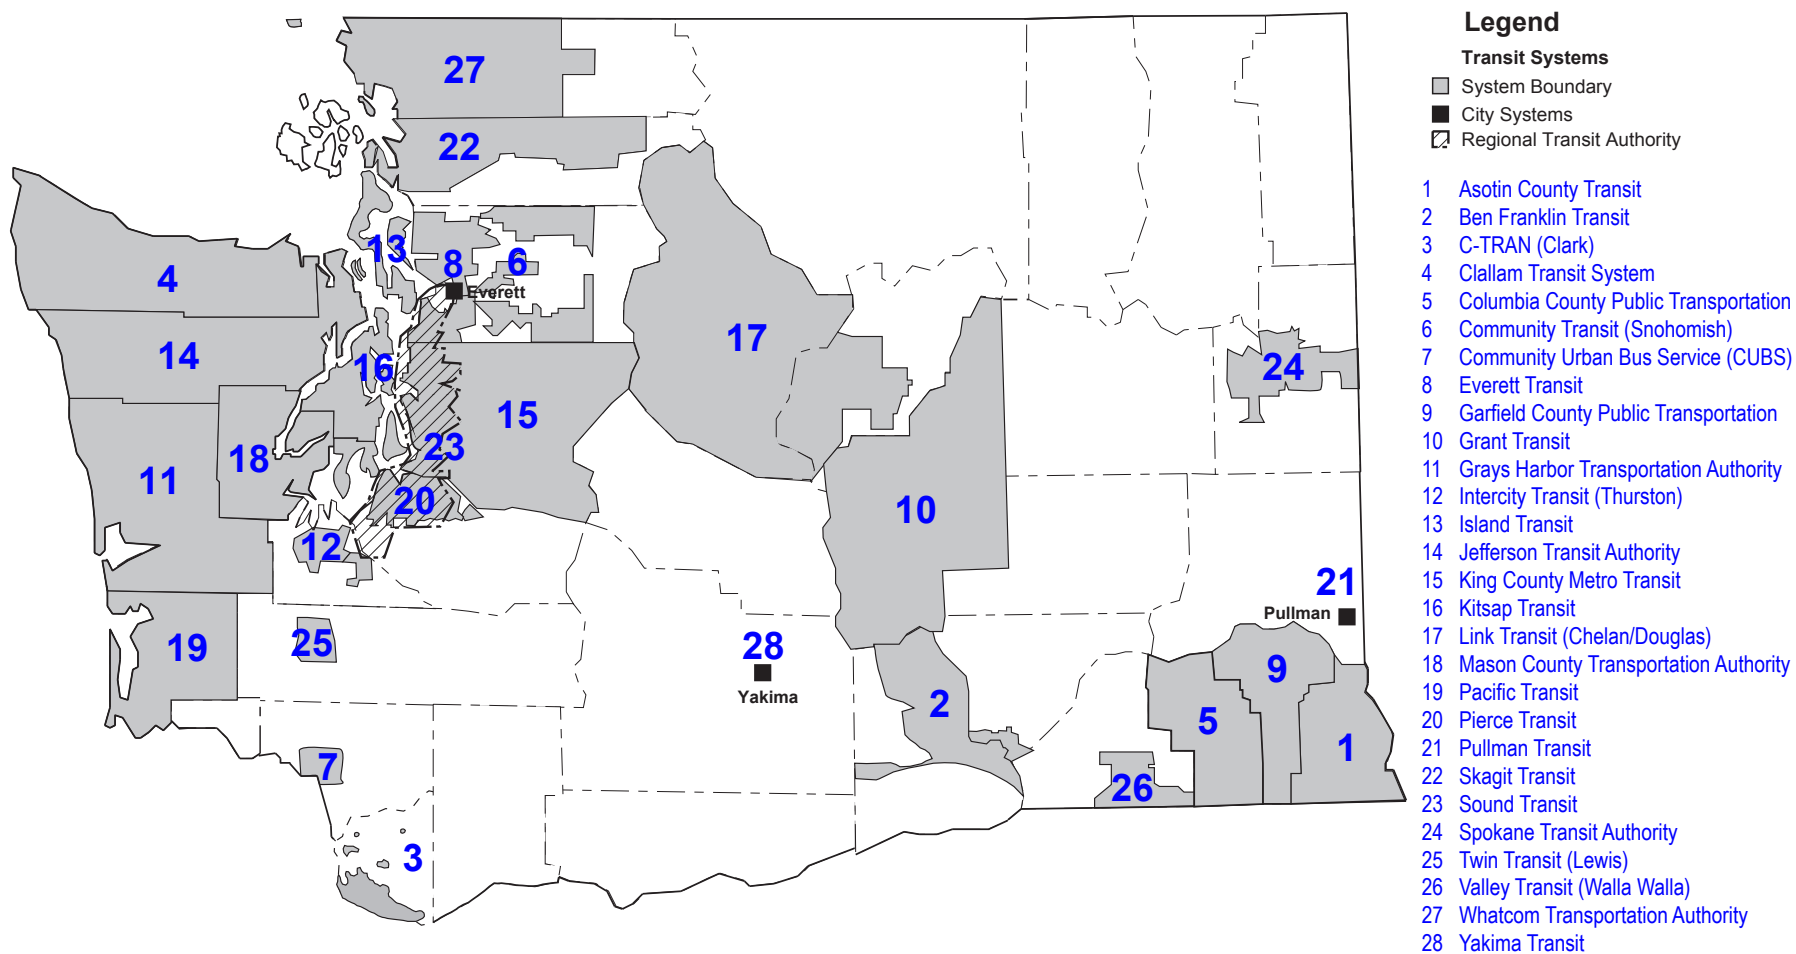 27
22
13
8
6
Everett
4
14
16
17
24
15
23
18
11
20
12
10
21
Pullman
19
25
28
Yakima
9
2
5
1
7
26
3
Legend
Transit Systems
System Boundary
City Systems
Regional Transit Authority
1 Asotin County Transit
2 Ben Franklin Transit
3 C-TRAN (Clark)
4 Clallam Transit System
5 Columbia County Public Transportation
6 Community Transit (Snohomish)
7 Community Urban Bus Service (CUBS)
8 Everett Transit
9 Garfield County Public Transportation
10 Grant Transit
11 Grays Harbor Transportation Authority
12 Intercity Transit (Thurston)
13 Island Transit
14 Jefferson Transit Authority
15 King County Metro Transit
16 Kitsap Transit
17 Link Transit (Chelan/Douglas)
18 Mason County Transportation Authority
19 Pacific Transit
20 Pierce Transit
21 Pullman Transit
22 Skagit Transit
23 Sound Transit
24 Spokane Transit Authority
25 Twin Transit (Lewis)
26 Valley Transit (Walla Walla)
27 Whatcom Transportation Authority
28 Yakima Transit